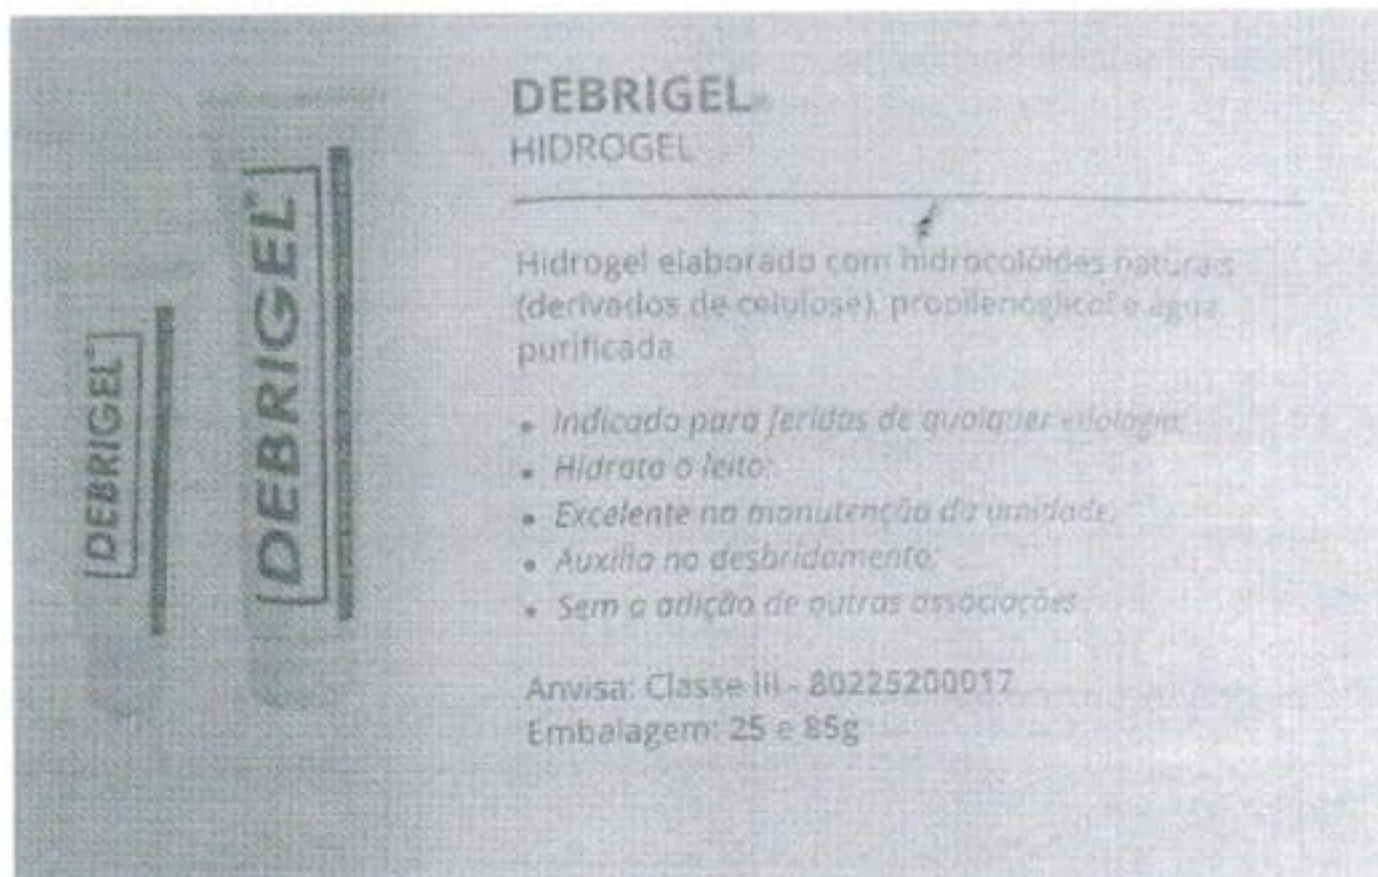 DEBRIGEL
DEBRIGEL
DEBRIGEL
HIDROGEL
Hidrogel elaborado com hidrocolóides naturais
(derivados de celulose), propilenoglicol e água
purificada
• Indicado para feridas de qualquer etiologia;
• Hidrata o leito;
• Excelente na manutenção da umidade;
• Auxilia no desbridamento;
• Sem a adição de outras associações
Anvisa: Classe III - 80225200017
Embalagem: 25 e 85g